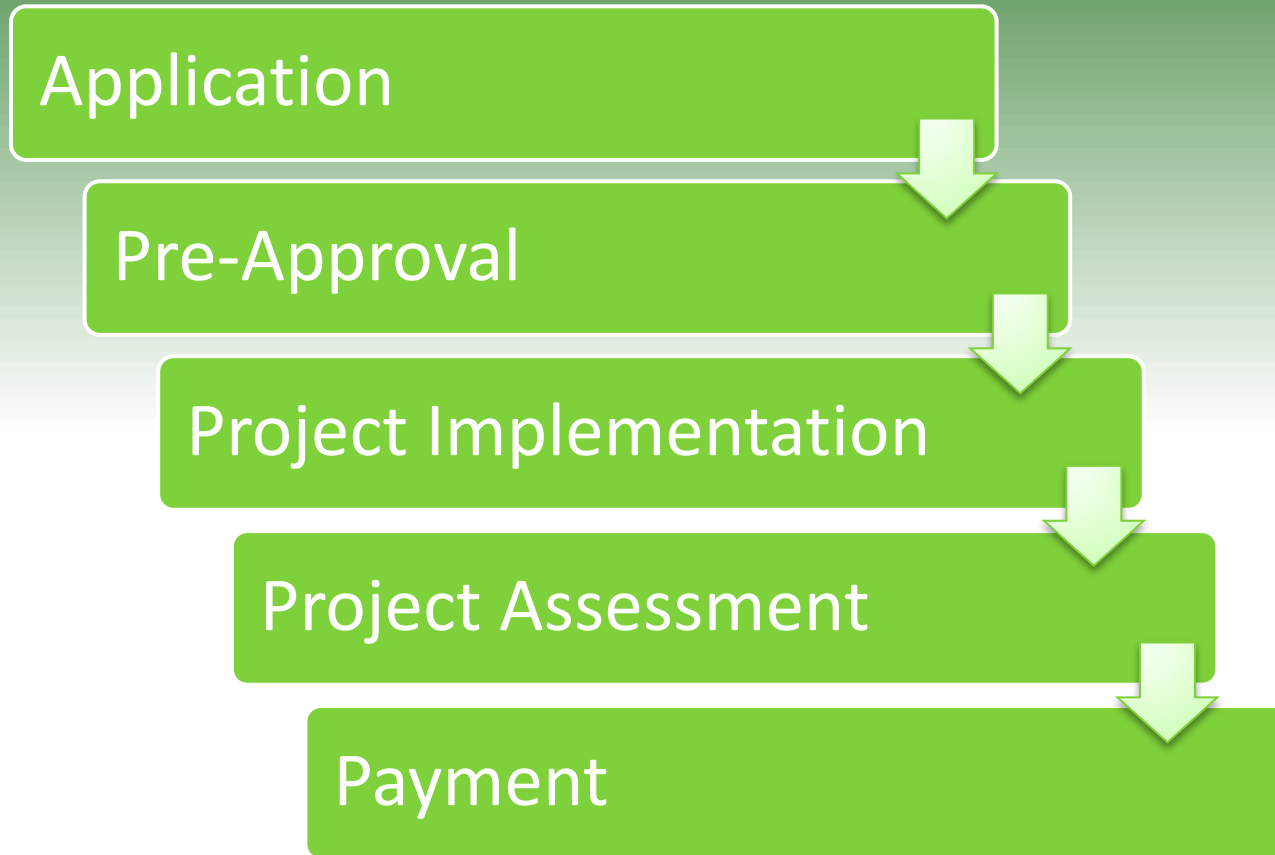 Application
Pre-Approval
Project Implementation
Project Assessment
Payment